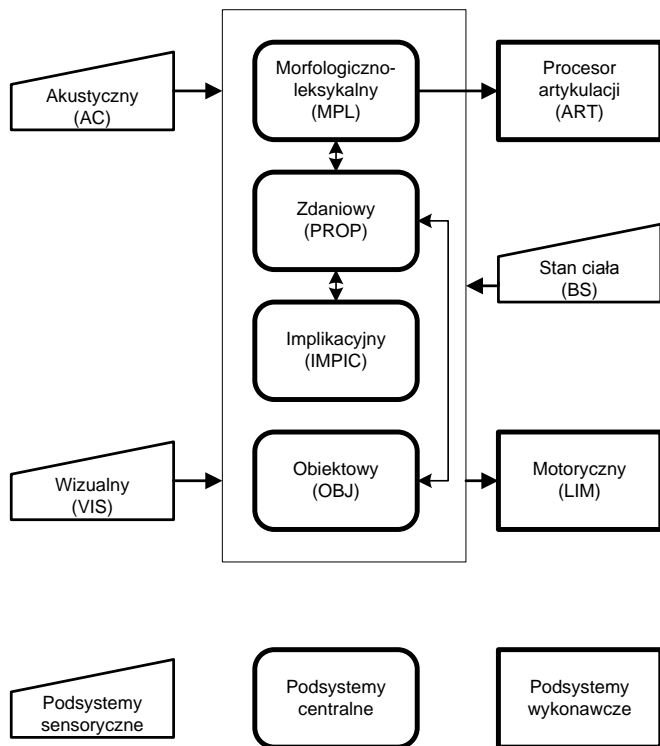 Akustyczny
(AC)
Morfologiczno-
leksykalny
(MPL)
Procesor
artykulacji
(ART)
Zdaniowy
(PROP)
Stan ciała
(BS)
Implikacyjny
(IMPIC)
Wizualny
(VIS)
Obiektowy
(OBJ)
Motoryczny
(LIM)
Podsystemy
sensoryczne
Podsystemy
centralne
Podsystemy
wykonawcze